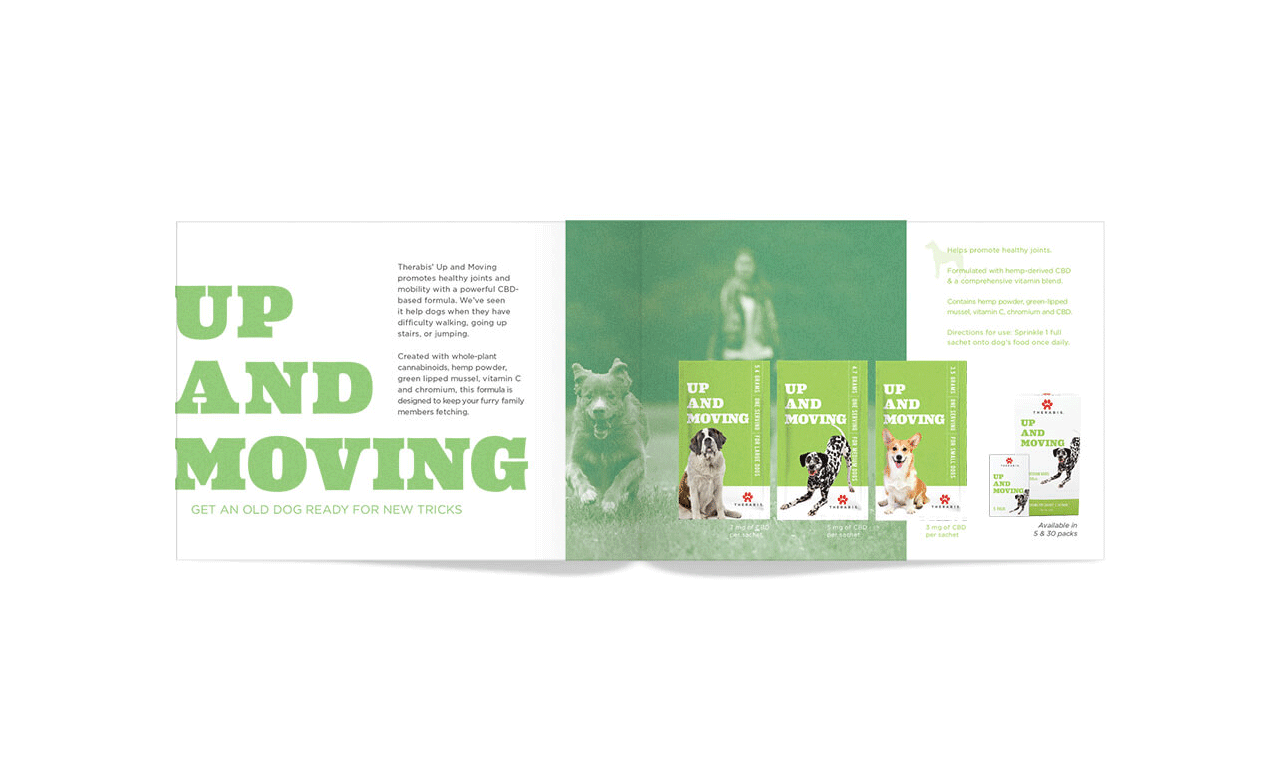 UP
AND
MOVING
GET AN OLD DOG READY FOR NEW TRICKS
Therabis' Up and Moving
promotes healthy joints and
mobility with a powerful CBD-
based formula. We've seen
it help dogs when they have
difficulty walking, going up
stairs, or jumping.
Created with whole-plant
cannabinoids, hemp powder,
green lipped mussel, vitamin C
and chromium, this formula is
designed to keep your furry family
members fetching.
UP
AND
MOVING
5.4 GRAMS | ONE SERVING | FOR LARGE DOGS
THERABIS
mg of CBD
per sachet
UP
AND
MOVING
4.7 GRAMS | ONE SERVING | FOR MEDIUM DOGS
THERABIS
mg of CBD
per sachet
UP
AND
MOVING
3.5 GRAMS | ONE SERVING | FOR SMALL DOGS
THERABIS
3 mg of CBD
per sachet
Helps promote healthy joints.
Formulated with hemp-derived CBD
& a comprehensive vitamin blend.
Contains hemp powder, green-lipped
mussel, vitamin C, chromium and CBD.
Directions for use: Sprinkle 1 full
sachet onto dog's food once daily.
THERABIS
UP
AND
MOVING
THERABIS
UP
AND
MOVING
Available in
5 & 30 packs